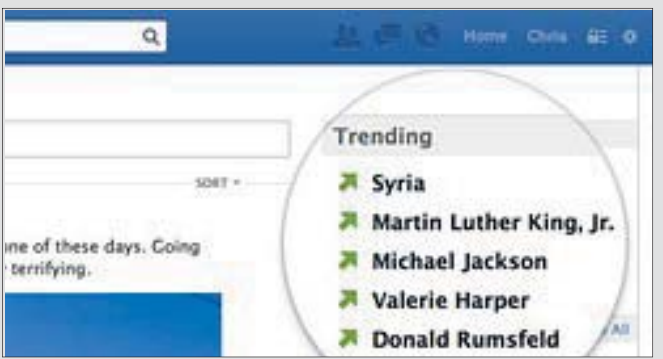 Home Chris
Trending
SORT
Syria
Martin Luther King, Jr.
one of these days. Going
terrifying.
Michael Jackson
Valerie Harper
All
Donald Rumsfeld